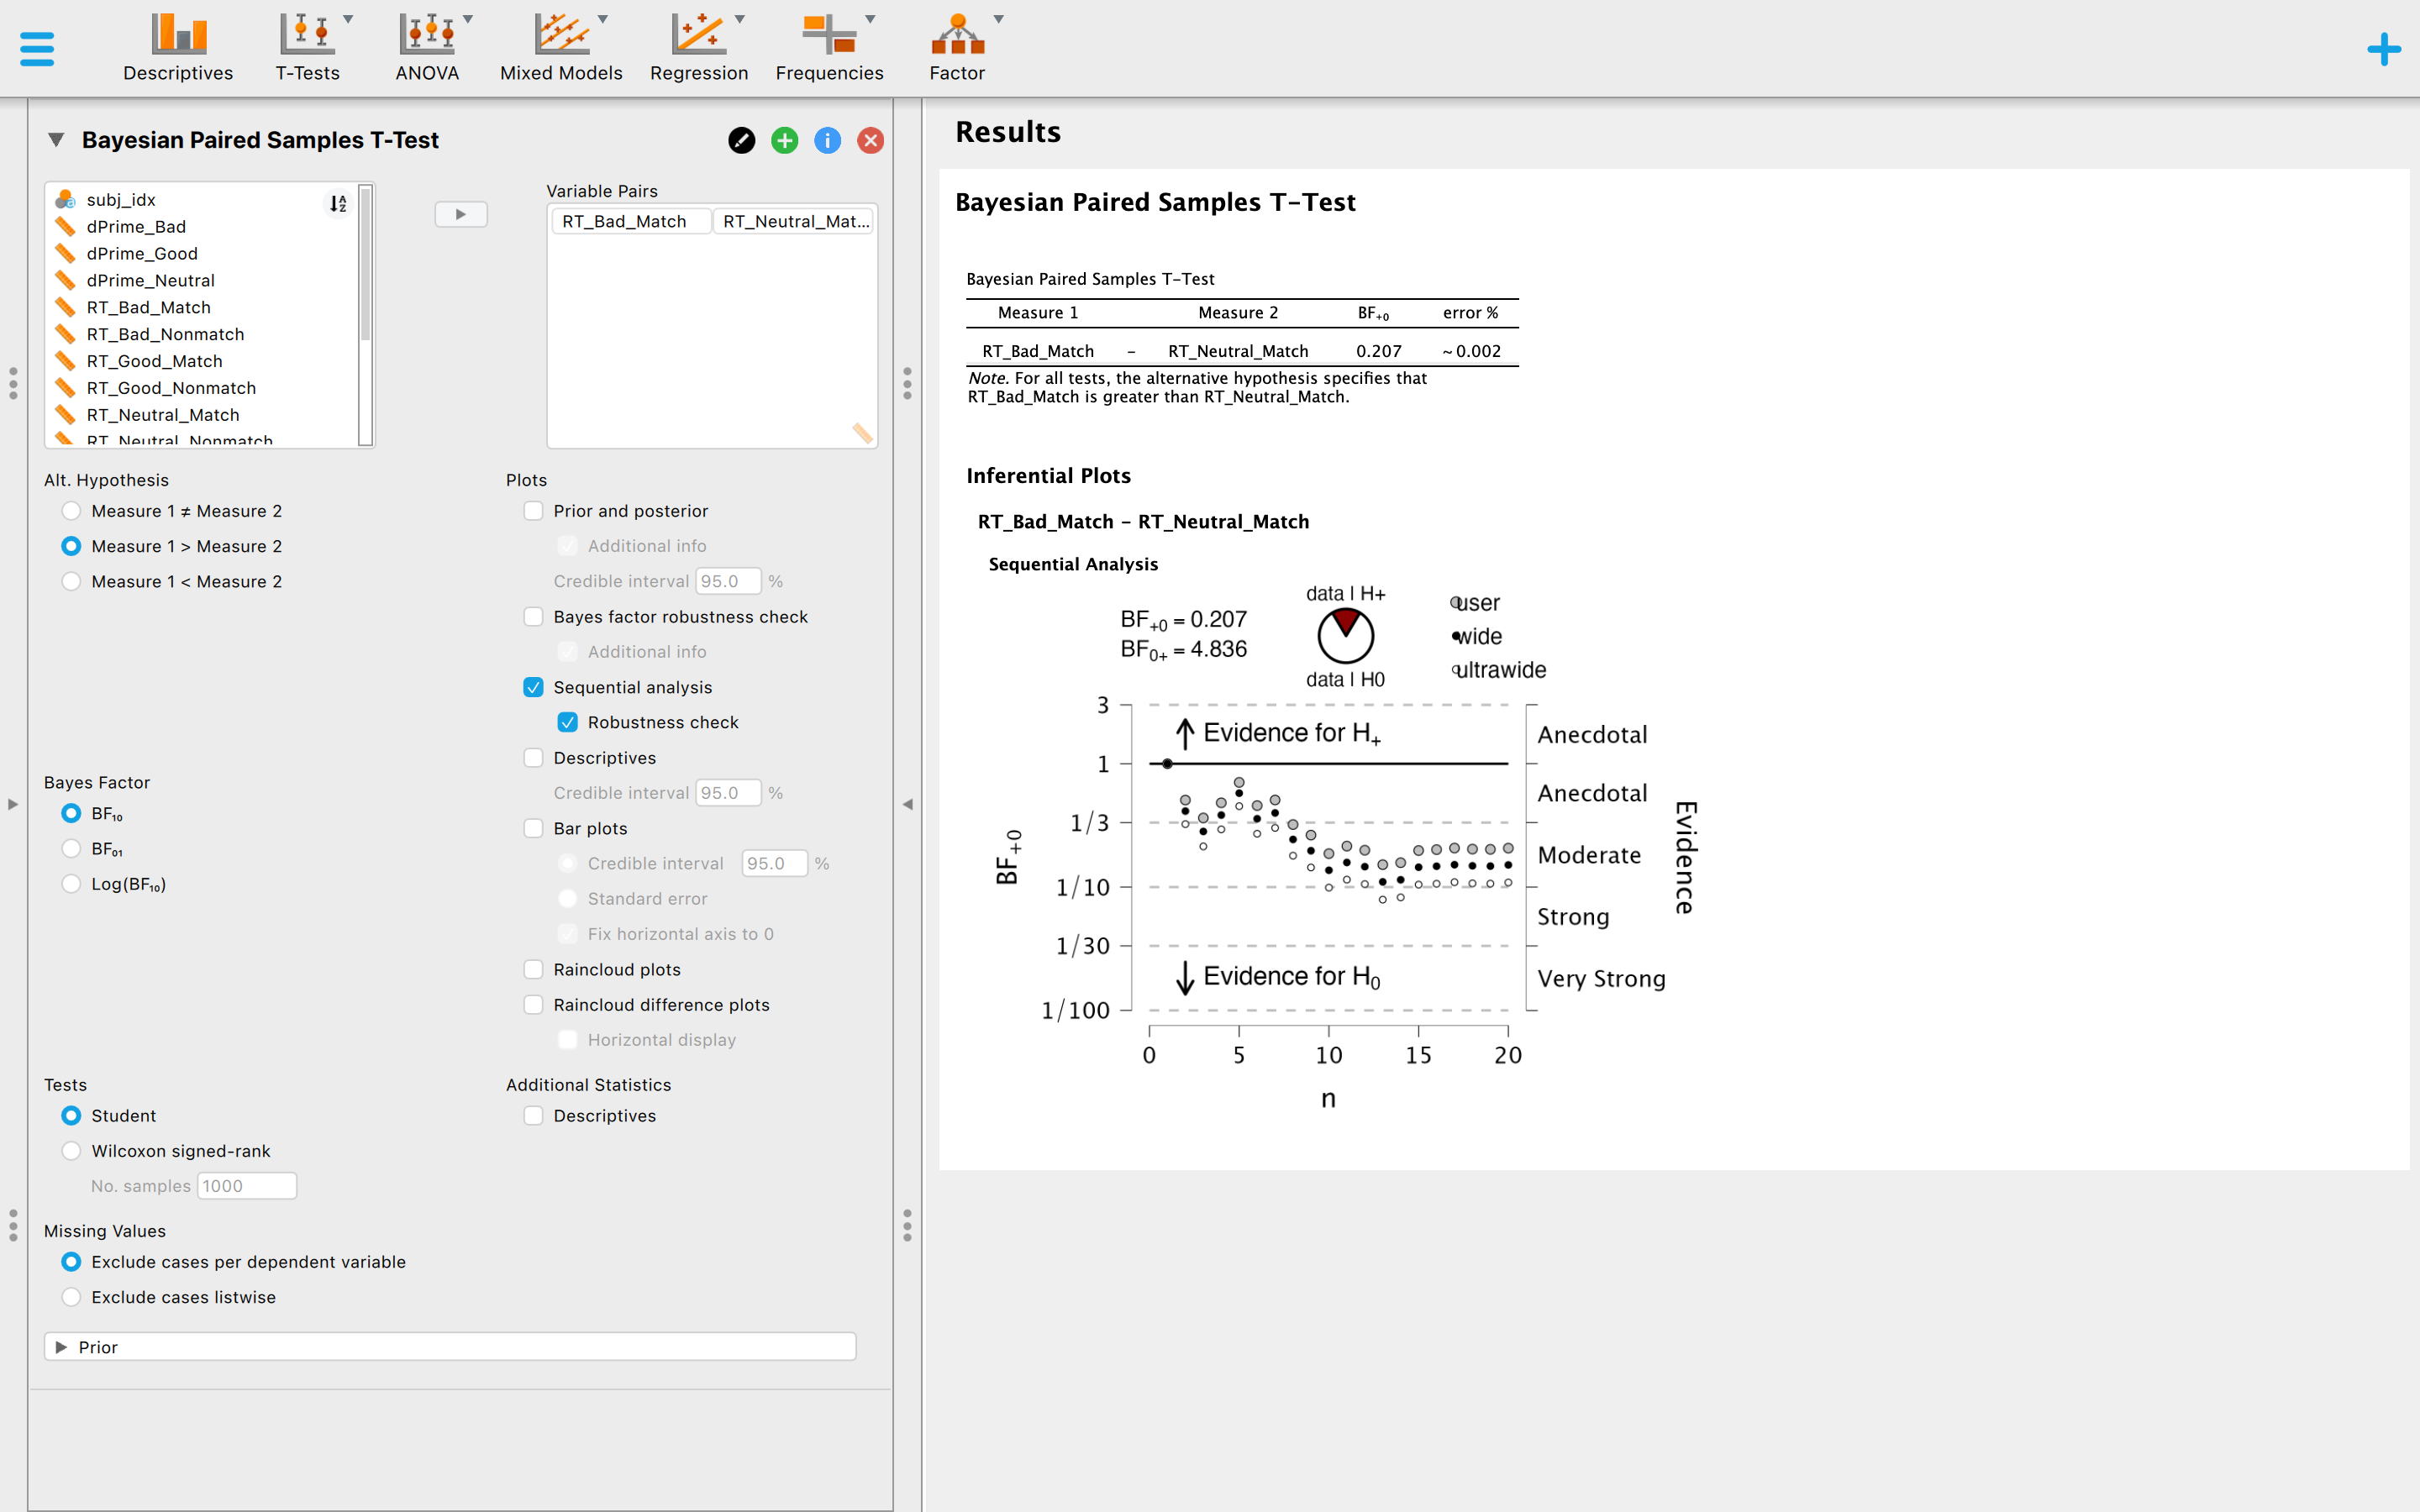 Descriptives
T-Tests
ANOVA
Mixed Models
Regression
Frequencies
Factor
Bayesian Paired Samples T-Test
subj_idx
dPrime_Bad
dPrime_Good
dPrime_Neutral
RT_Bad_Match
RT_Bad_Nonmatch
RT_Good_Match
RT_Good_Nonmatch
RT_Neutral_Match
RT_Neutral_Nonmatch
Variable Pairs
RT_Bad_Match RT_Neutral_Mat...
Alt. Hypothesis
Measure 1 ≠ Measure 2
Measure 1 > Measure 2
Measure 1 < Measure 2
Bayes Factor
BF₁₀
BF₀₁
Log(BF₁₀)
Tests
Student
Wilcoxon signed-rank
No. samples 1000
Missing Values
Exclude cases per dependent variable
Exclude cases listwise
Prior
Plots
Prior and posterior
Additional info
Credible interval 95.0 %
Bayes factor robustness check
Additional info
Sequential analysis
Robustness check
Descriptives
Credible interval 95.0 %
Bar plots
Credible interval 95.0 %
Standard error
Fix horizontal axis to 0
Raincloud plots
Raincloud difference plots
Horizontal display
Additional Statistics
Descriptives
Results
Bayesian Paired Samples T-Test
Bayesian Paired Samples T-Test
Measure 1 Measure 2 BF₊₀ error %
RT_Bad_Match - RT_Neutral_Match 0.207 ~ 0.002
Note. For all tests, the alternative hypothesis specifies that
RT_Bad_Match is greater than RT_Neutral_Match.
Inferential Plots
RT_Bad_Match - RT_Neutral_Match
Sequential Analysis
BF₊₀ = 0.207
BF₀₊ = 4.836
data | H+
data | H0
user
wide
ultrawide
3
1
1/3
1/10
1/30
1/100
BF₊₀
Evidence for H₊
Evidence for H₀
Anecdotal
Anecdotal
Moderate
Strong
Very Strong
Evidence
0 5 10 15 20
n